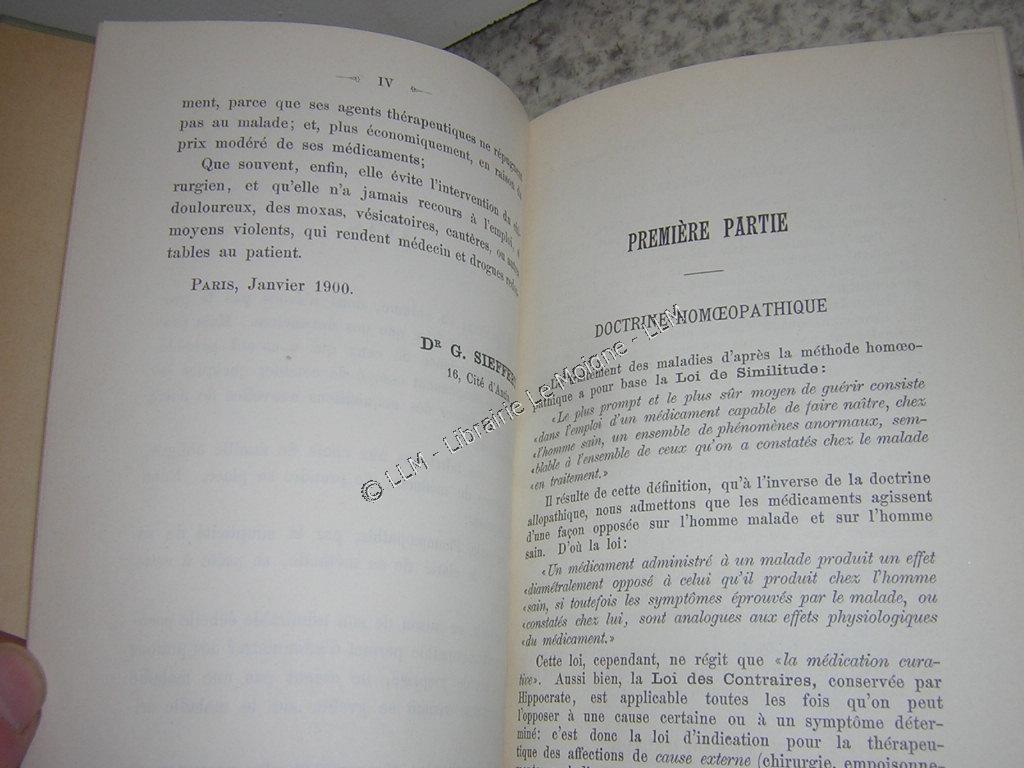 IV
ment, parce que ses agents thérapeutiques ne répugnent
pas au malade; et, plus économiquement, en raison du
prix modéré de ses médicaments;
Que souvent, enfin, elle évite l'intervention du chi-
rurgien, et qu'elle n'a jamais recours à l'emploi, si
douloureux, des moxas, vésicatoires, cautères, ou autres
moyens violents, qui rendent médecin et drogues redou-
tables au patient.
PARIS, Janvier 1900.
DR G. SIEFFERT
16, Cité d'
PREMIÈRE PARTIE
DOCTRINE HOMŒOPATHIQUE
Le traitement des maladies d'après la méthode homœo-
pathique a pour base la Loi de Similitude:
«Le plus prompt et le plus sûr moyen de guérir consiste
«dans l'emploi d'un médicament capable de faire naître, chez
«l'homme sain, un ensemble de phénomènes anormaux, sem-
«blable à l'ensemble de ceux qu'on a constatés chez le malade
«en traitement.»
Il résulte de cette définition, qu'à l'inverse de la doctrine
allopathique, nous admettons que les médicaments agissent
d'une façon opposée sur l'homme malade et sur l'homme
sain. D'où la loi:
«Un médicament administré à un malade produit un effet
«diamétralement opposé à celui qu'il produit chez l'homme
«sain, si toutefois les symptômes éprouvés par le malade, ou
«constatés chez lui, sont analogues aux effets physiologiques
«du médicament.»
Cette loi, cependant, ne régit que «la médication cura-
tice». Aussi bien, la Loi des Contraires, conservée par
Hippocrate, est applicable toutes les fois qu'on peut
l'opposer à une cause certaine ou à un symptôme déter-
miné: c'est donc la loi d'indication pour la thérapeu-
tique des affections de cause externe (chirurgie, empoisonne-
© LLM - Librairie Le Moigne - LLM